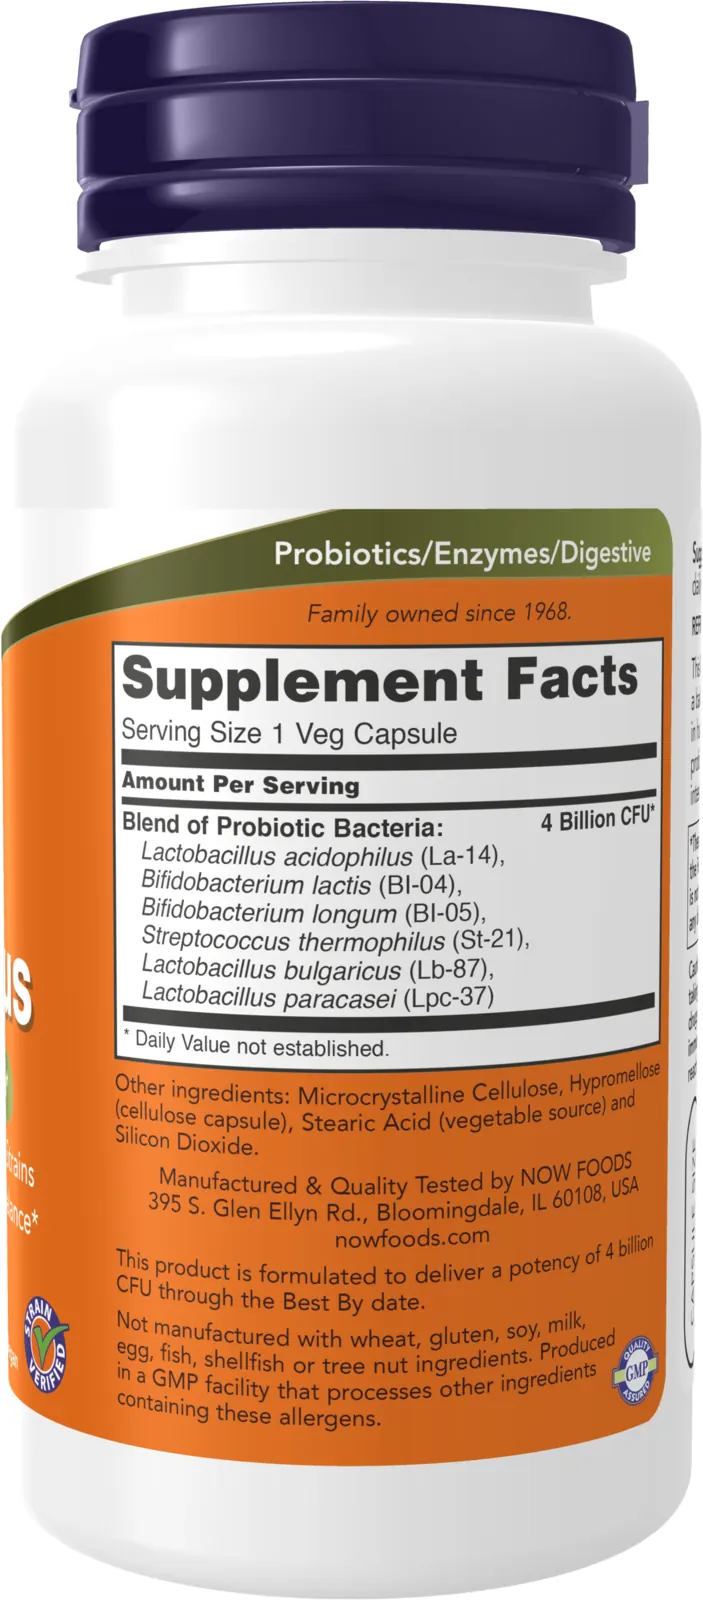 Probiotics/Enzymes/Digestive
Family owned since 1968.
Supplement Facts
Serving Size 1 Veg Capsule
Amount Per Serving
Blend of Probiotic Bacteria: 4 Billion CFU*
Lactobacillus acidophilus (La-14),
Bifidobacterium lactis (BI-04),
Bifidobacterium longum (BI-05),
Streptococcus thermophilus (St-21),
Lactobacillus bulgaricus (Lb-87),
Lactobacillus paracasei (Lpc-37)
* Daily Value not established.
Other ingredients: Microcrystalline Cellulose, Hypromellose
(cellulose capsule), Stearic Acid (vegetable source) and
Silicon Dioxide.
Manufactured & Quality Tested by NOW FOODS
395 S. Glen Ellyn Rd., Bloomingdale, IL 60108, USA
nowfoods.com
This product is formulated to deliver a potency of 4 billion
CFU through the Best By date.
Not manufactured with wheat, gluten, soy, milk,
egg, fish, shellfish or tree nut ingredients. Produced
in a GMP facility that processes other ingredients
containing these allergens.
STRAIN
VERIFIED
QUALITY
GMP
ASSURED
CAPSULE SIZE